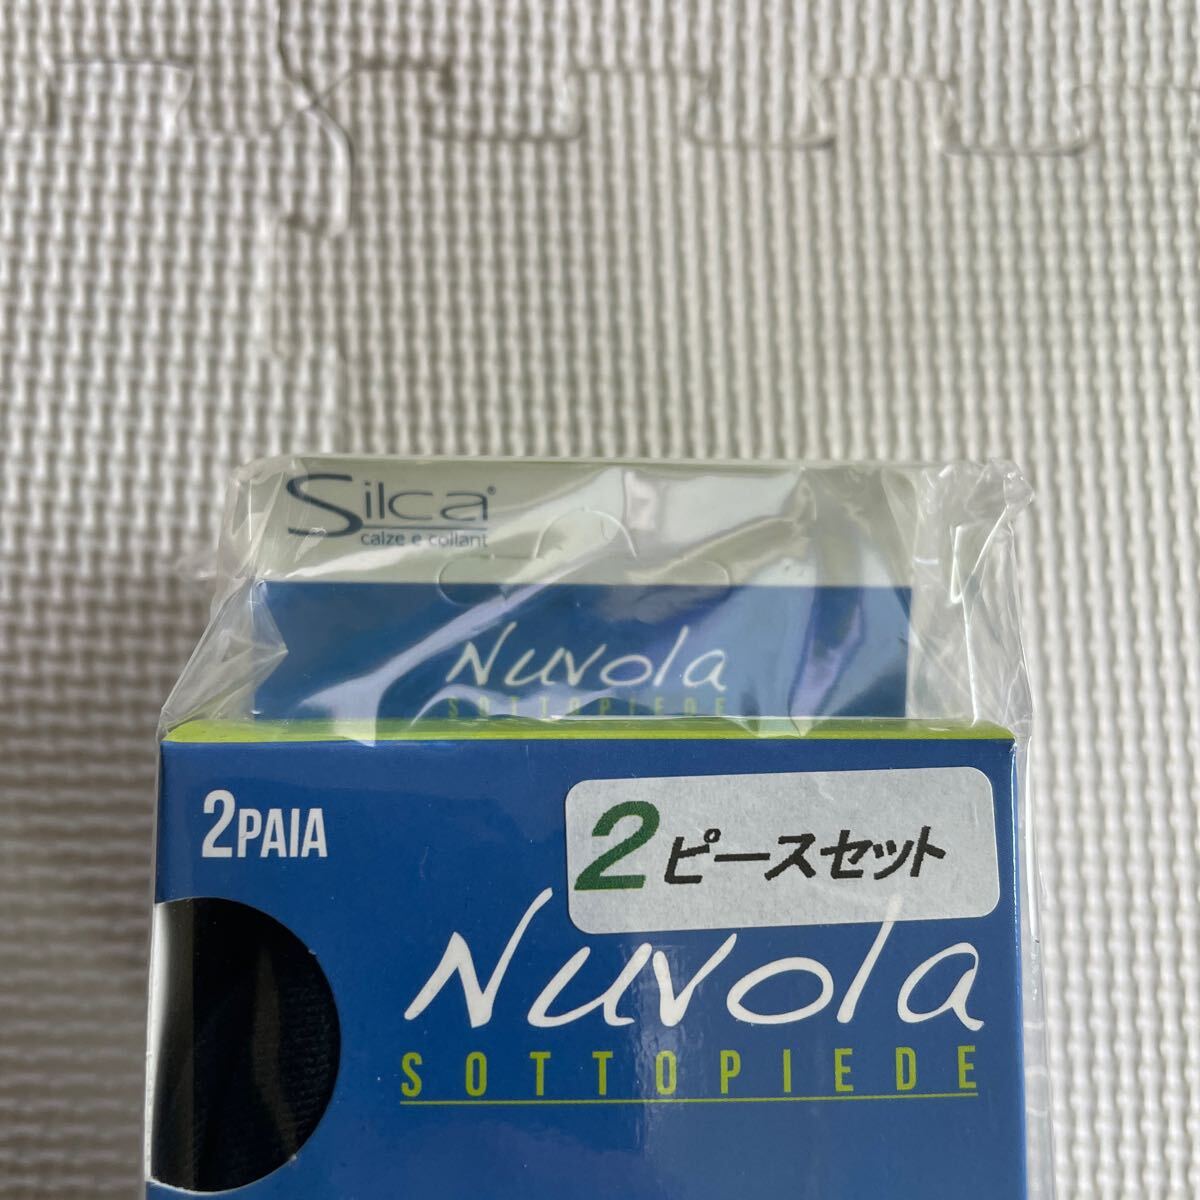 Silca®
calze e collant
Nuvola
SOTTOPIEDE
2PAIA
2ピースセット
Nuvola
SOTTOPIEDE